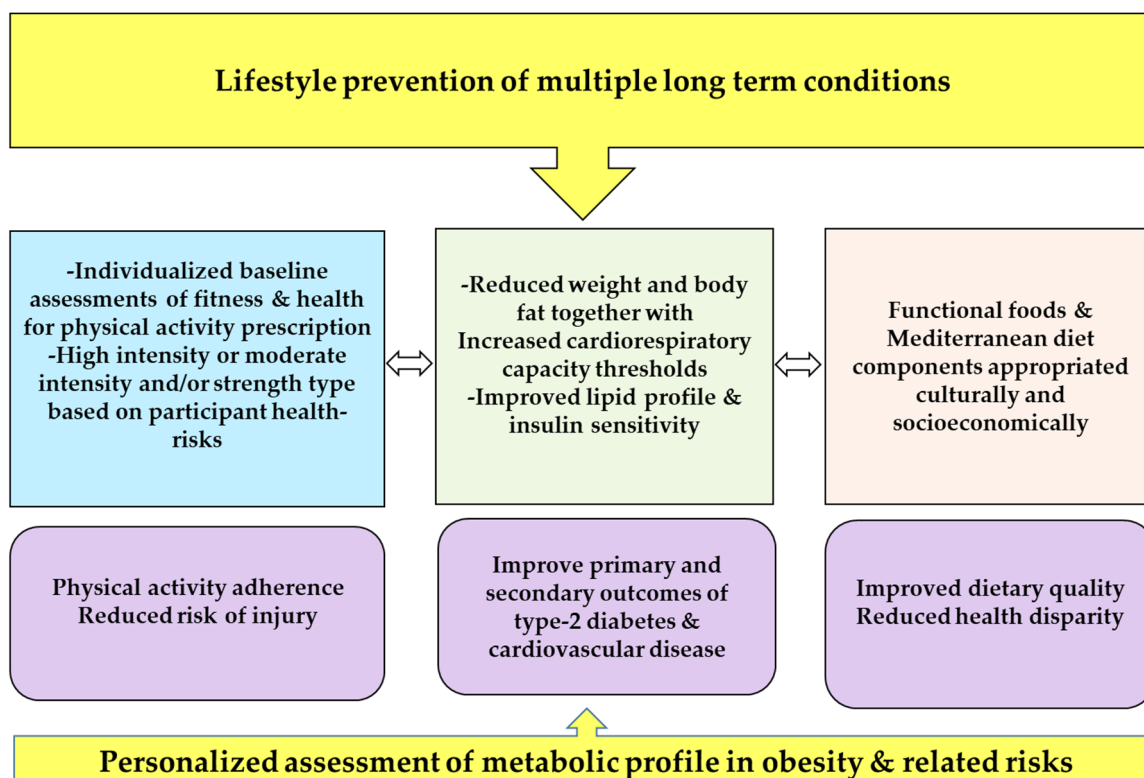 Lifestyle prevention of multiple long term conditions
-Individualized baseline
assessments of fitness & health
for physical activity prescription
-High intensity or moderate
intensity and/or strength type
based on participant health-
risks
-Reduced weight and body
fat together with
Increased cardiorespiratory
capacity thresholds
-Improved lipid profile &
insulin sensitivity
Functional foods &
Mediterranean diet
components appropriated
culturally and
socioeconomically
Physical activity adherence
Reduced risk of injury
Improve primary and
secondary outcomes of
type-2 diabetes &
cardiovascular disease
Improved dietary quality
Reduced health disparity
Personalized assessment of metabolic profile in obesity & related risks